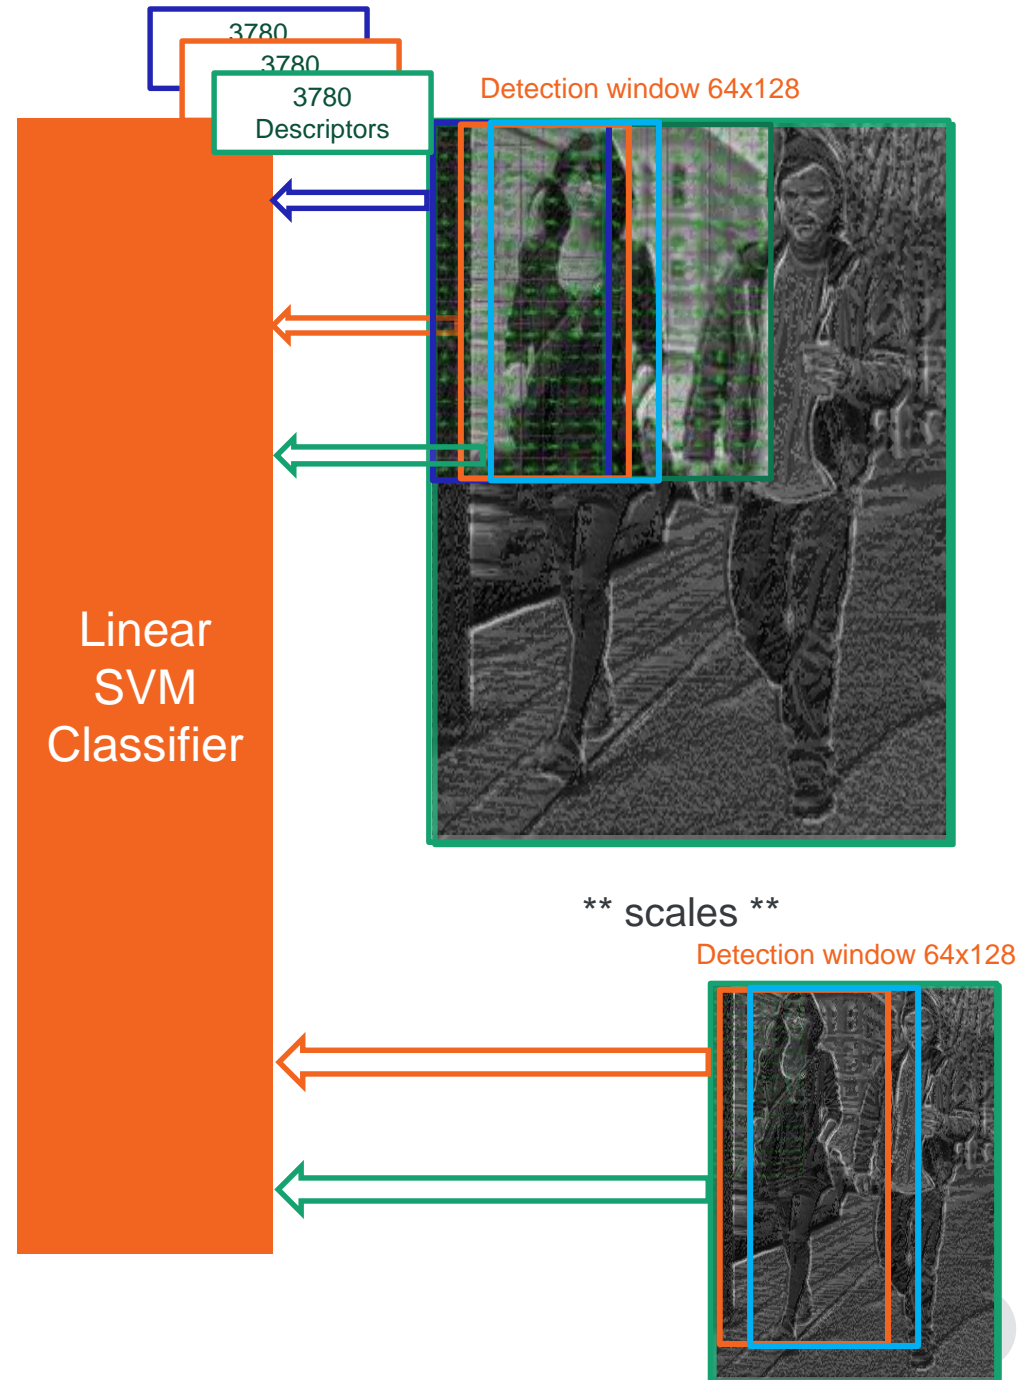 3780
3780
3780
Descriptors
Detection window 64x128
Linear
SVM
Classifier
** scales **
Detection window 64x128